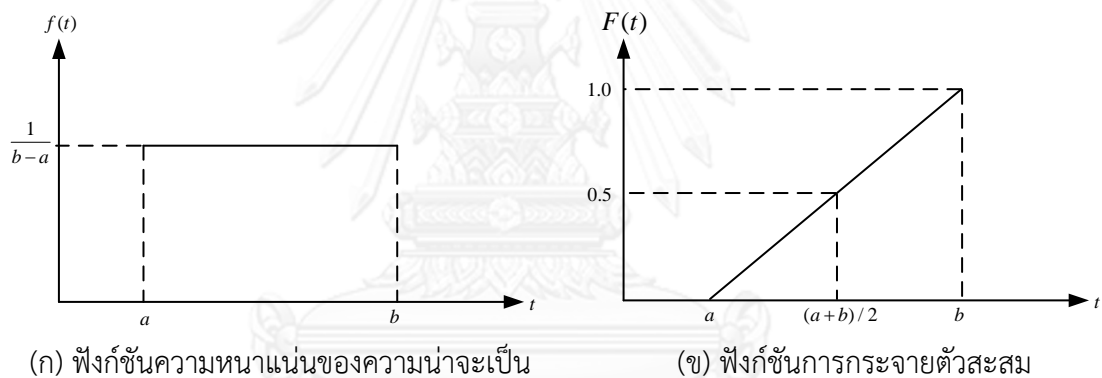 f(t)
1
b-a
a
b
t
(ก) ฟังก์ชันความหนาแน่นของความน่าจะเป็น
F(t)
1.0
0.5
a
(a+b)/2
b
t
(ข) ฟังก์ชันการกระจายตัวสะสม